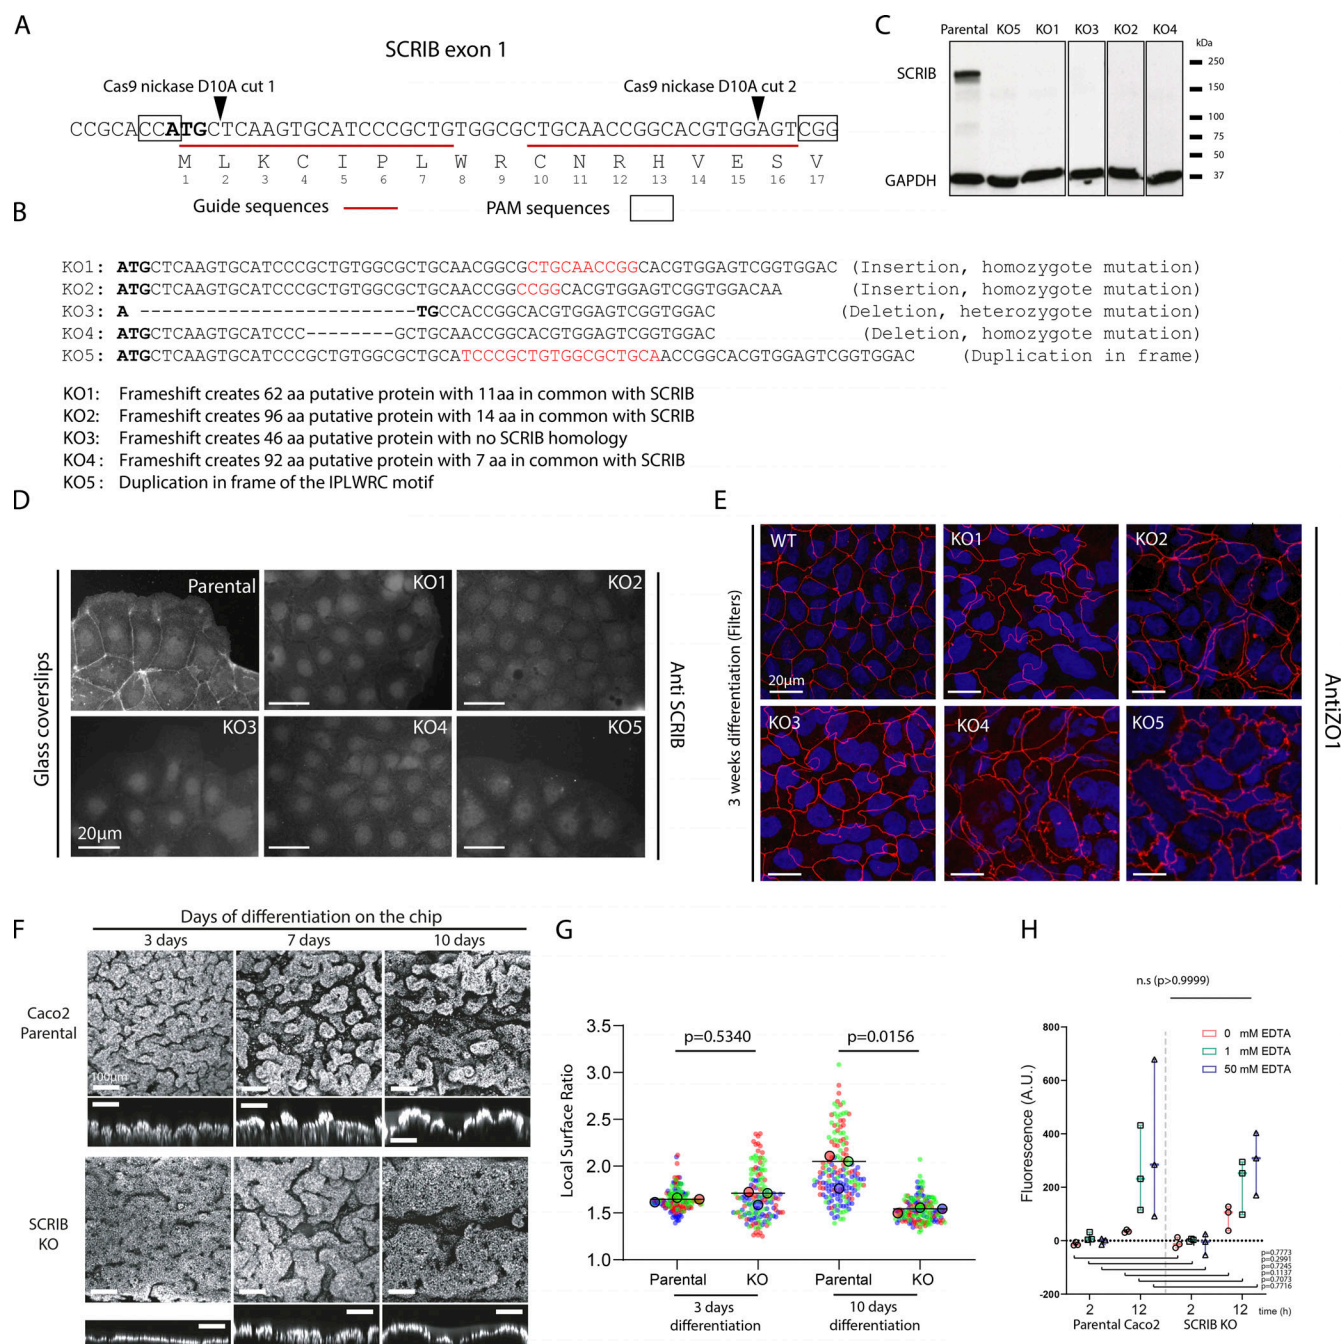 A
SCRIB exon 1
Cas9 nickase D10A cut 1
Cas9 nickase D10A cut 2
CCGCACCATGCTCAAGTGCATCCCGCTGTGGCGCTGCAACCGGCACGTGGAGTCGG
M L K C I P L W R C N R H V E S V
1 2 3 4 5 6 7 8 9 10 11 12 13 14 15 16 17
Guide sequences
PAM sequences
B
KO1: ATGCTCAAGTGCATCCCGCTGTGGCGCTGCAACGGCGCTGCAACCGGCACGTGGAGTCGGTGGAC (Insertion, homozygote mutation)
KO2: ATGCTCAAGTGCATCCCGCTGTGGCGCTGCAACCGGCCGGCACGTGGAGTCGGTGGACAA (Insertion, homozygote mutation)
KO3: A -------------------------TGCCACCGGCACGTGGAGTCGGTGGAC (Deletion, heterozygote mutation)
KO4: ATGCTCAAGTGCATCCC--------GCTGCAACCGGCACGTGGAGTCGGTGGAC (Deletion, homozygote mutation)
KO5: ATGCTCAAGTGCATCCCGCTGTGGCGCTGCATCCCGCTGTGGCGCTGCAACCGGCACGTGGAGTCGGTGGAC (Duplication in frame)
KO1: Frameshift creates 62 aa putative protein with 11aa in common with SCRIB
KO2: Frameshift creates 96 aa putative protein with 14 aa in common with SCRIB
KO3: Frameshift creates 46 aa putative protein with no SCRIB homology
KO4: Frameshift creates 92 aa putative protein with 7 aa in common with SCRIB
KO5: Duplication in frame of the IPLWRC motif
C
Parental KO5 KO1 KO3 KO2 KO4
kDa
SCRIB
GAPDH
250
150
100
75
50
37
D
Glass coverslips
Parental
KO1
KO2
KO3
KO4
KO5
20µm
Anti SCRIB
E
3 weeks differentiation (Filters)
WT
KO1
KO2
20µm
KO3
KO4
KO5
AntiZO1
F
Days of differentiation on the chip
3 days
7 days
10 days
Caco2
Parental
100µm
SCRIB
KO
G
Local Surface Ratio
3.5
3.0
2.5
2.0
1.5
1.0
p=0.5340
p=0.0156
Parental KO Parental KO
3 days
differentiation
10 days
differentiation
H
n.s (p>0.9999)
Fluorescence (A.U.)
800
600
400
200
0
-200
0 mM EDTA
1 mM EDTA
50 mM EDTA
p=0.7773
p=0.2991
p=0.7245
p=0.1137
p=0.7073
p=0.7716
2 12 2 12 time (h)
Parental Caco2 SCRIB KO